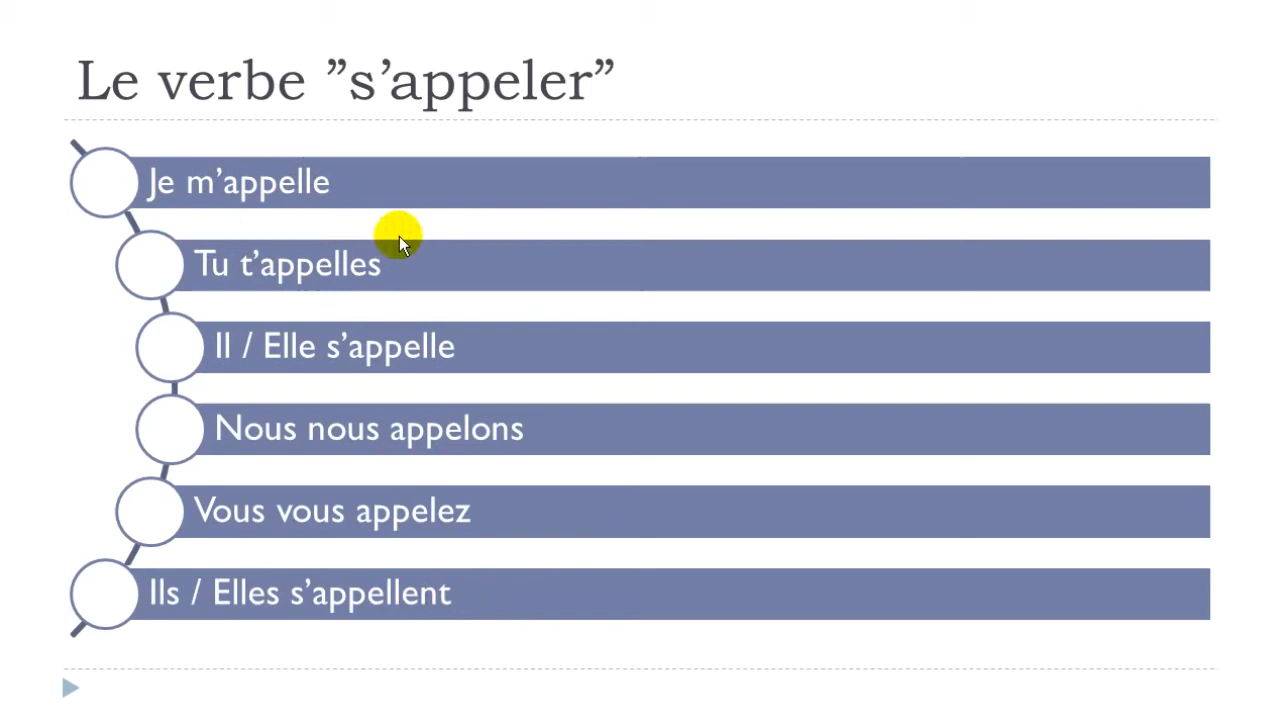 Le verbe ”s’appeler”
Je m’appelle
Tu t’appelles
Il / Elle s’appelle
Nous nous appelons
Vous vous appelez
Ils / Elles s’appellent